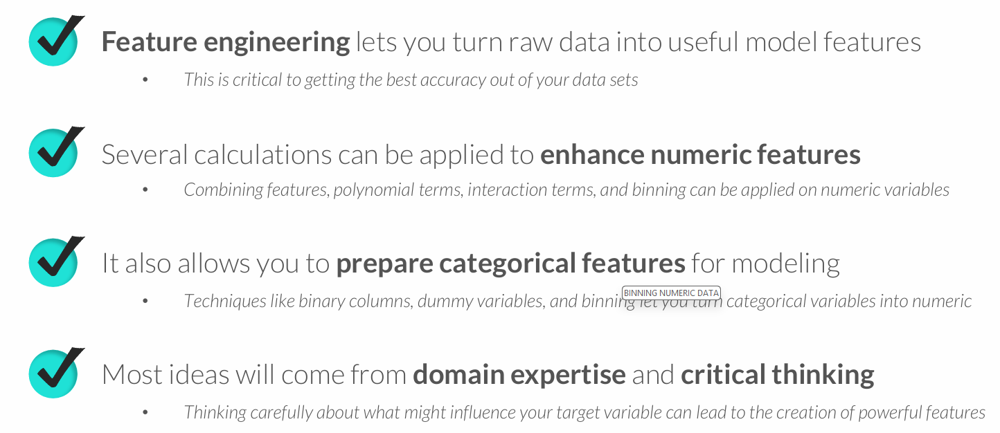 Feature engineering lets you turn raw data into useful model features
• This is critical to getting the best accuracy out of your data sets
Several calculations can be applied to enhance numeric features
• Combining features, polynomial terms, interaction terms, and binning can be applied on numeric variables
It also allows you to prepare categorical features for modeling
BINNING NUMERIC DATA
• Techniques like binary columns, dummy variables, and binning let you turn categorical variables into numeric
Most ideas will come from domain expertise and critical thinking
• Thinking carefully about what might influence your target variable can lead to the creation of powerful features